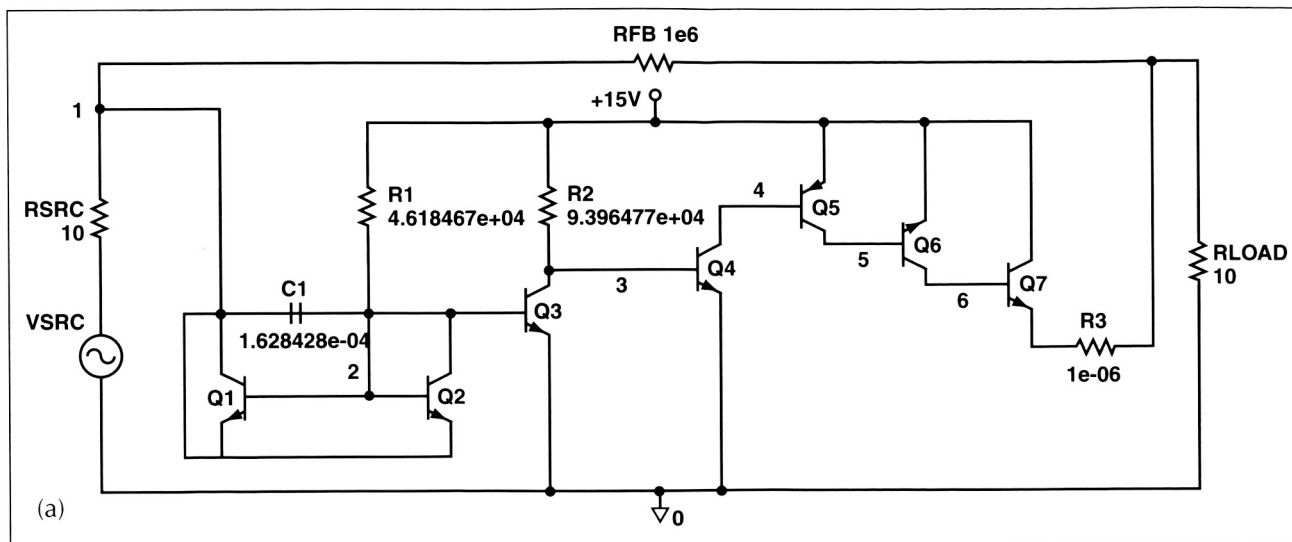 RFB 1e6
+15V
1
R1
4.618467e+04
R2
9.396477e+04
4
Q5
RSRC
10
Q6
Q4
5
RLOAD
10
C1
3
Q7
Q3
6
VSRC
1.628428e-04
R3
2
1e-06
Q1
Q2
(a)
0